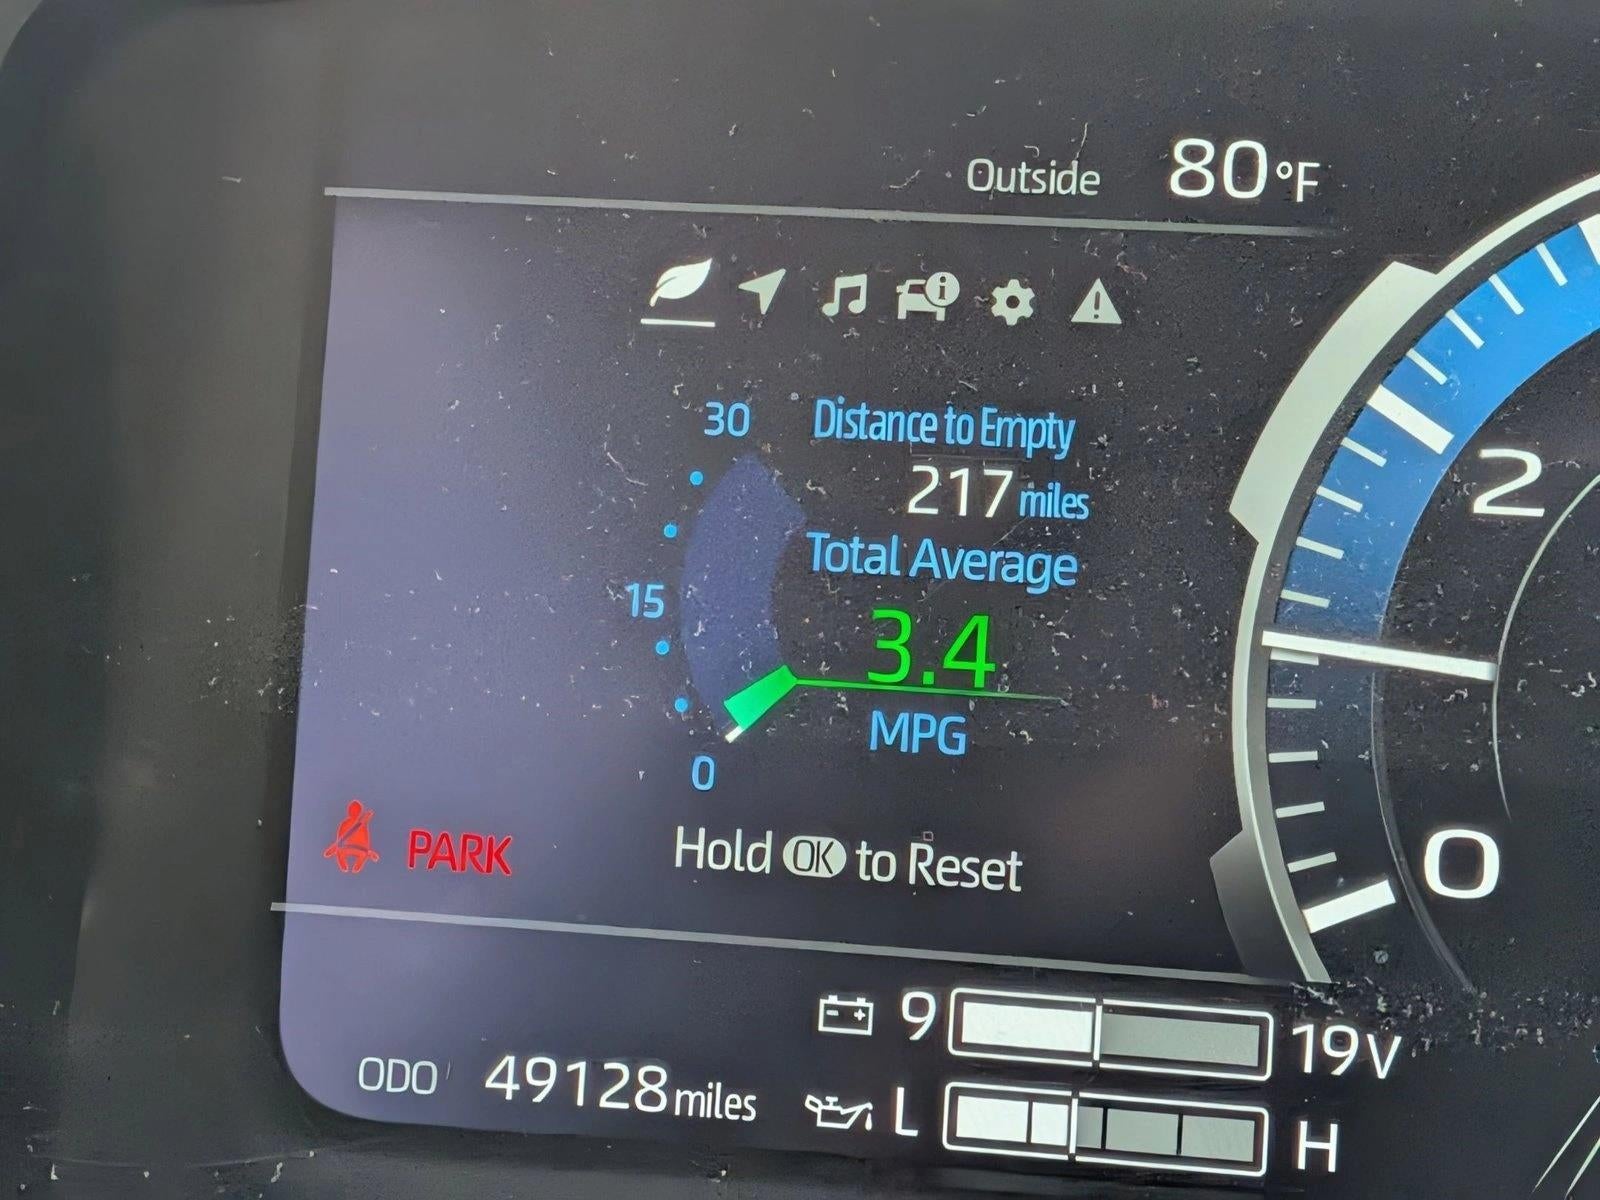 Outside 80°F
30
Distance to Empty
217 miles
Total Average
15
3.4
MPG
0
PARK
Hold OK to Reset
2
0
9 19V
ODO 49128 miles
L H